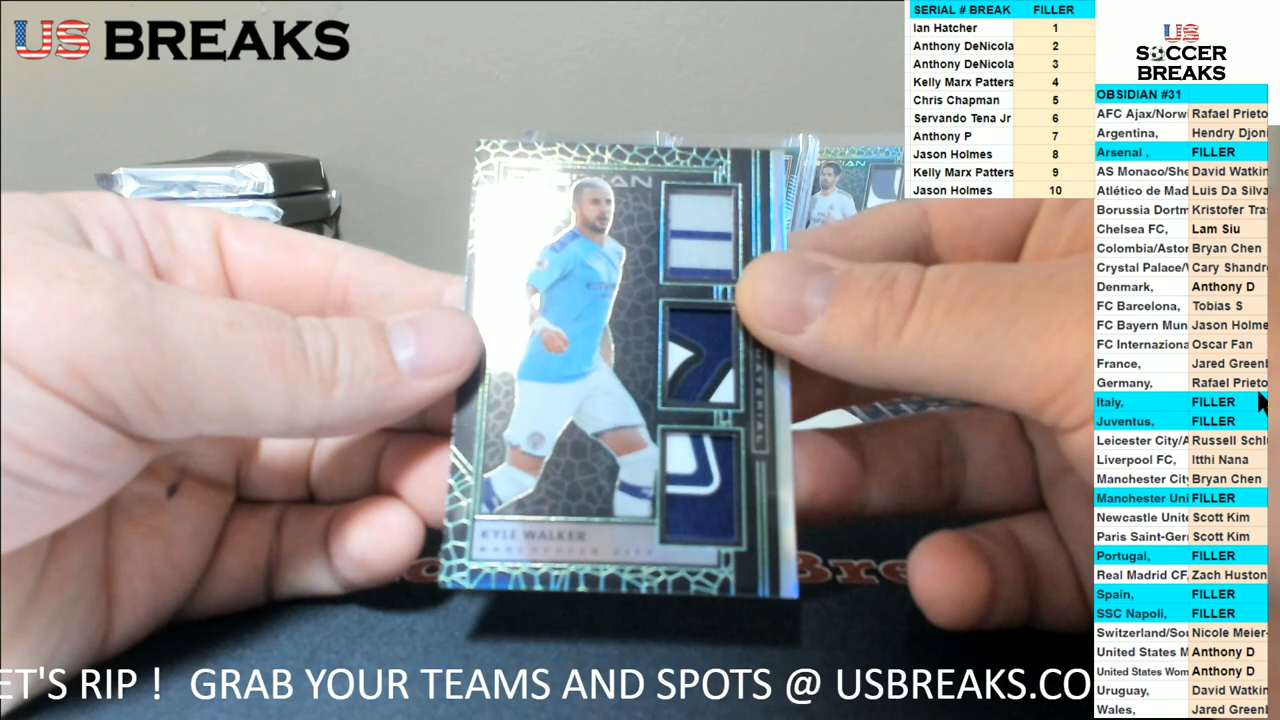 US BREAKS
SERIAL # BREAK FILLER
Ian Hatcher 1
Anthony DeNicola 2
Anthony DeNicola 3
Kelly Marx Patters 4
Chris Chapman 5
Servando Tena Jr 6
Anthony P 7
Jason Holmes 8
Kelly Marx Patters 9
Jason Holmes 10
US
SOCCER
BREAKS
OBSIDIAN #31
AFC Ajax/Norwi Rafael Prieto
Argentina, Hendry Djoni
Arsenal , FILLER
AS Monaco/She David Watkin
Atlético de Mad Luis Da Silva
Borussia Dortm Kristofer Tra
Chelsea FC, Lam Siu
Colombia/Aston Bryan Chen
Crystal Palace/ Cary Shandr
Denmark, Anthony D
FC Barcelona, Tobias S
FC Bayern Mun Jason Holme
FC Internaziona Oscar Fan
France, Jared Green
Germany, Rafael Prieto
Italy, FILLER
Juventus, FILLER
Leicester City/A Russell Schl
Liverpool FC, Itthi Nana
Manchester City Bryan Chen
Manchester Uni FILLER
Newcastle Unite Scott Kim
Paris Saint-Ger Scott Kim
Portugal, FILLER
Real Madrid CF, Zach Huston
Spain, FILLER
SSC Napoli, FILLER
Switzerland/Sou Nicole Meier-
United States M Anthony D
United States Wom Anthony D
Uruguay, David Watkin
Wales, Jared Green
MATERIAL
KYLE WALKER
MANCHESTER CITY
ET'S RIP ! GRAB YOUR TEAMS AND SPOTS @ USBREAKS.CO